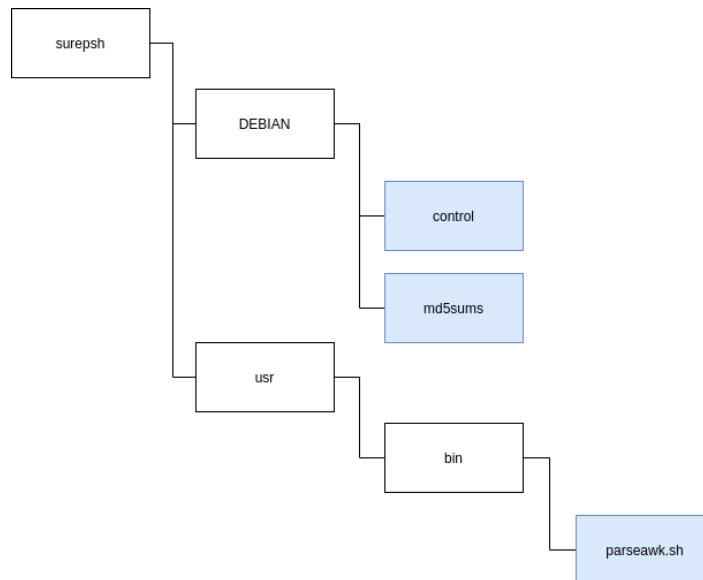 surepsh
DEBIAN
control
md5sums
usr
bin
parseawk.sh